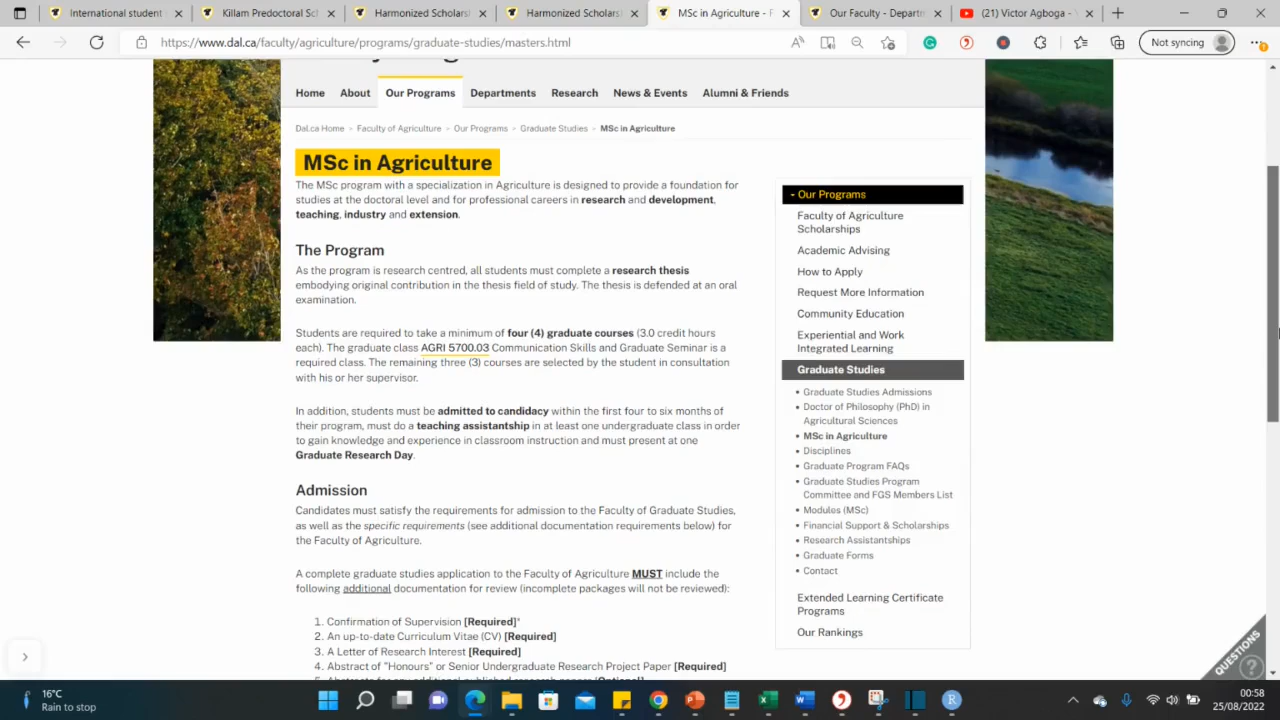 International student
Killam Predoctoral Sch
Harmonized Scholarsh
Harmonized Scholarsh
MSc in Agriculture - F
Our Faculty - Departm
(21) Victor Agboga - Y
https://www.dal.ca/faculty/agriculture/programs/graduate-studies/masters.html
Not syncing
Home About Our Programs Departments Research News & Events Alumni & Friends
Dal.ca Home > Faculty of Agriculture > Our Programs > Graduate Studies > MSc in Agriculture
MSc in Agriculture
The MSc program with a specialization in Agriculture is designed to provide a foundation for
studies at the doctoral level and for professional careers in research and development,
teaching, industry and extension.
The Program
As the program is research centred, all students must complete a research thesis
embodying original contribution in the thesis field of study. The thesis is defended at an oral
examination.
Students are required to take a minimum of four (4) graduate courses (3.0 credit hours
each). The graduate class AGRI 5700.03 Communication Skills and Graduate Seminar is a
required class. The remaining three (3) courses are selected by the student in consultation
with his or her supervisor.
In addition, students must be admitted to candidacy within the first four to six months of
their program, must do a teaching assistantship in at least one undergraduate class in order
to gain knowledge and experience in classroom instruction and must present at one
Graduate Research Day.
Admission
Candidates must satisfy the requirements for admission to the Faculty of Graduate Studies,
as well as the specific requirements (see additional documentation requirements below) for
the Faculty of Agriculture.
A complete graduate studies application to the Faculty of Agriculture MUST include the
following additional documentation for review (incomplete packages will not be reviewed):
1. Confirmation of Supervision [Required]*
2. An up-to-date Curriculum Vitae (CV) [Required]
3. A Letter of Research Interest [Required]
4. Abstract of "Honours" or Senior Undergraduate Research Project Paper [Required]
Our Programs
Faculty of Agriculture
Scholarships
Academic Advising
How to Apply
Request More Information
Community Education
Experiential and Work
Integrated Learning
Graduate Studies
• Graduate Studies Admissions
• Doctor of Philosophy (PhD) in
Agricultural Sciences
• MSc in Agriculture
• Disciplines
• Graduate Program FAQs
• Graduate Studies Program
Committee and FGS Members List
• Modules (MSc)
• Financial Support & Scholarships
• Research Assistantships
• Graduate Forms
• Contact
Extended Learning Certificate
Programs
Our Rankings
QUESTIONS
?
16°C
Rain to stop
00:58
25/08/2022